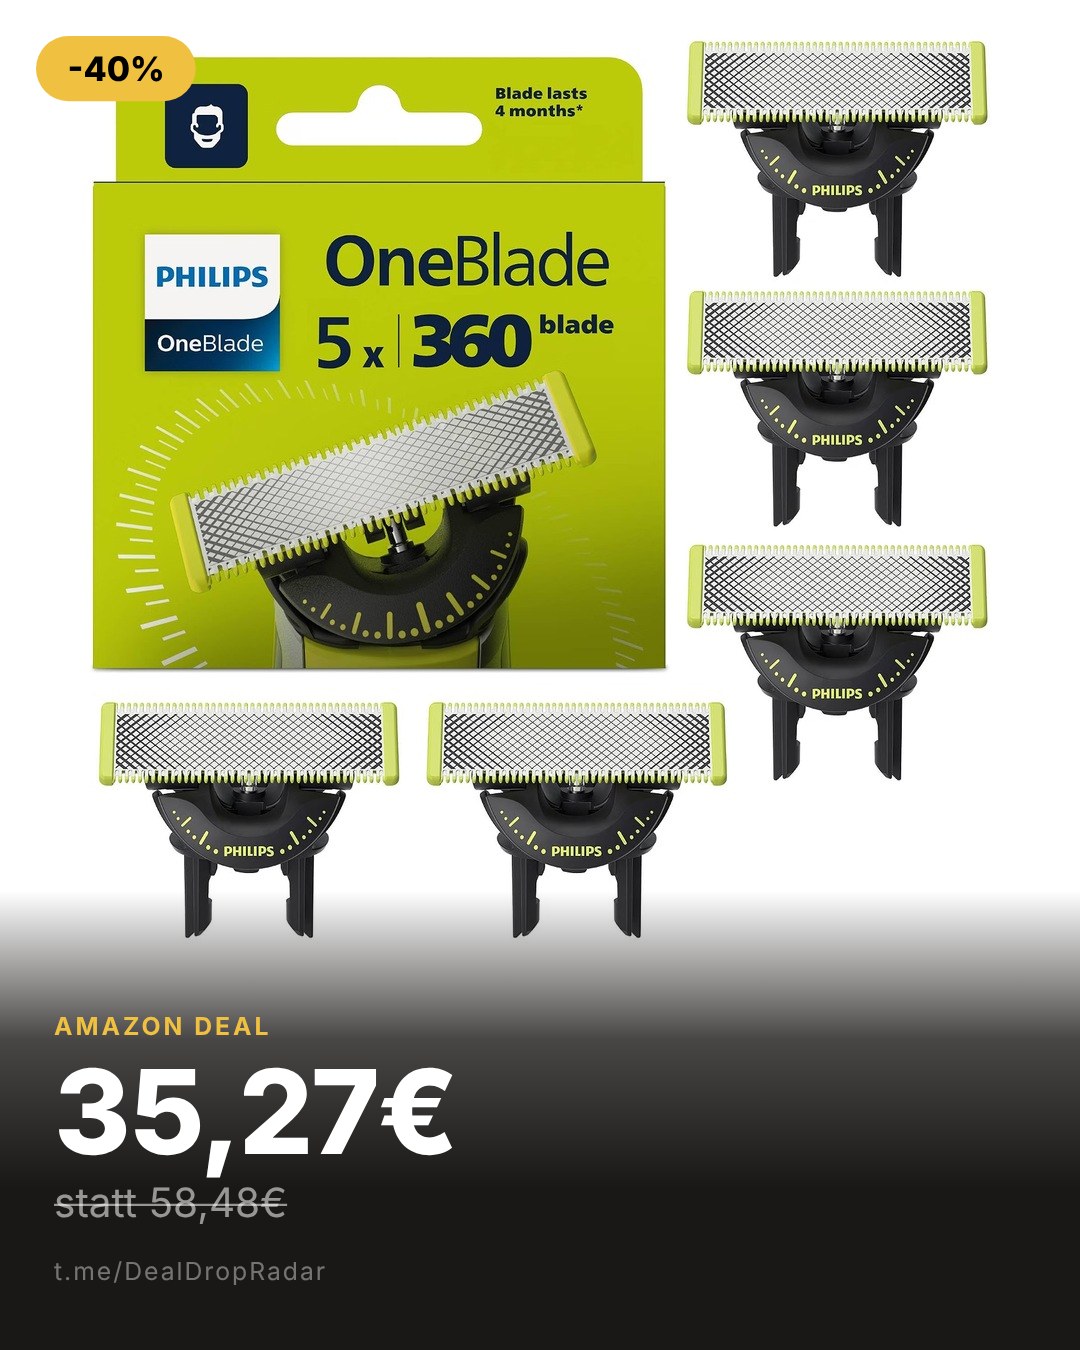 -40%
Blade lasts
4 months*
PHILIPS
OneBlade
OneBlade
5 x 360 blade
PHILIPS
PHILIPS
PHILIPS
PHILIPS
PHILIPS
AMAZON DEAL
35,27€
statt 58,48€
t.me/DealDropRadar